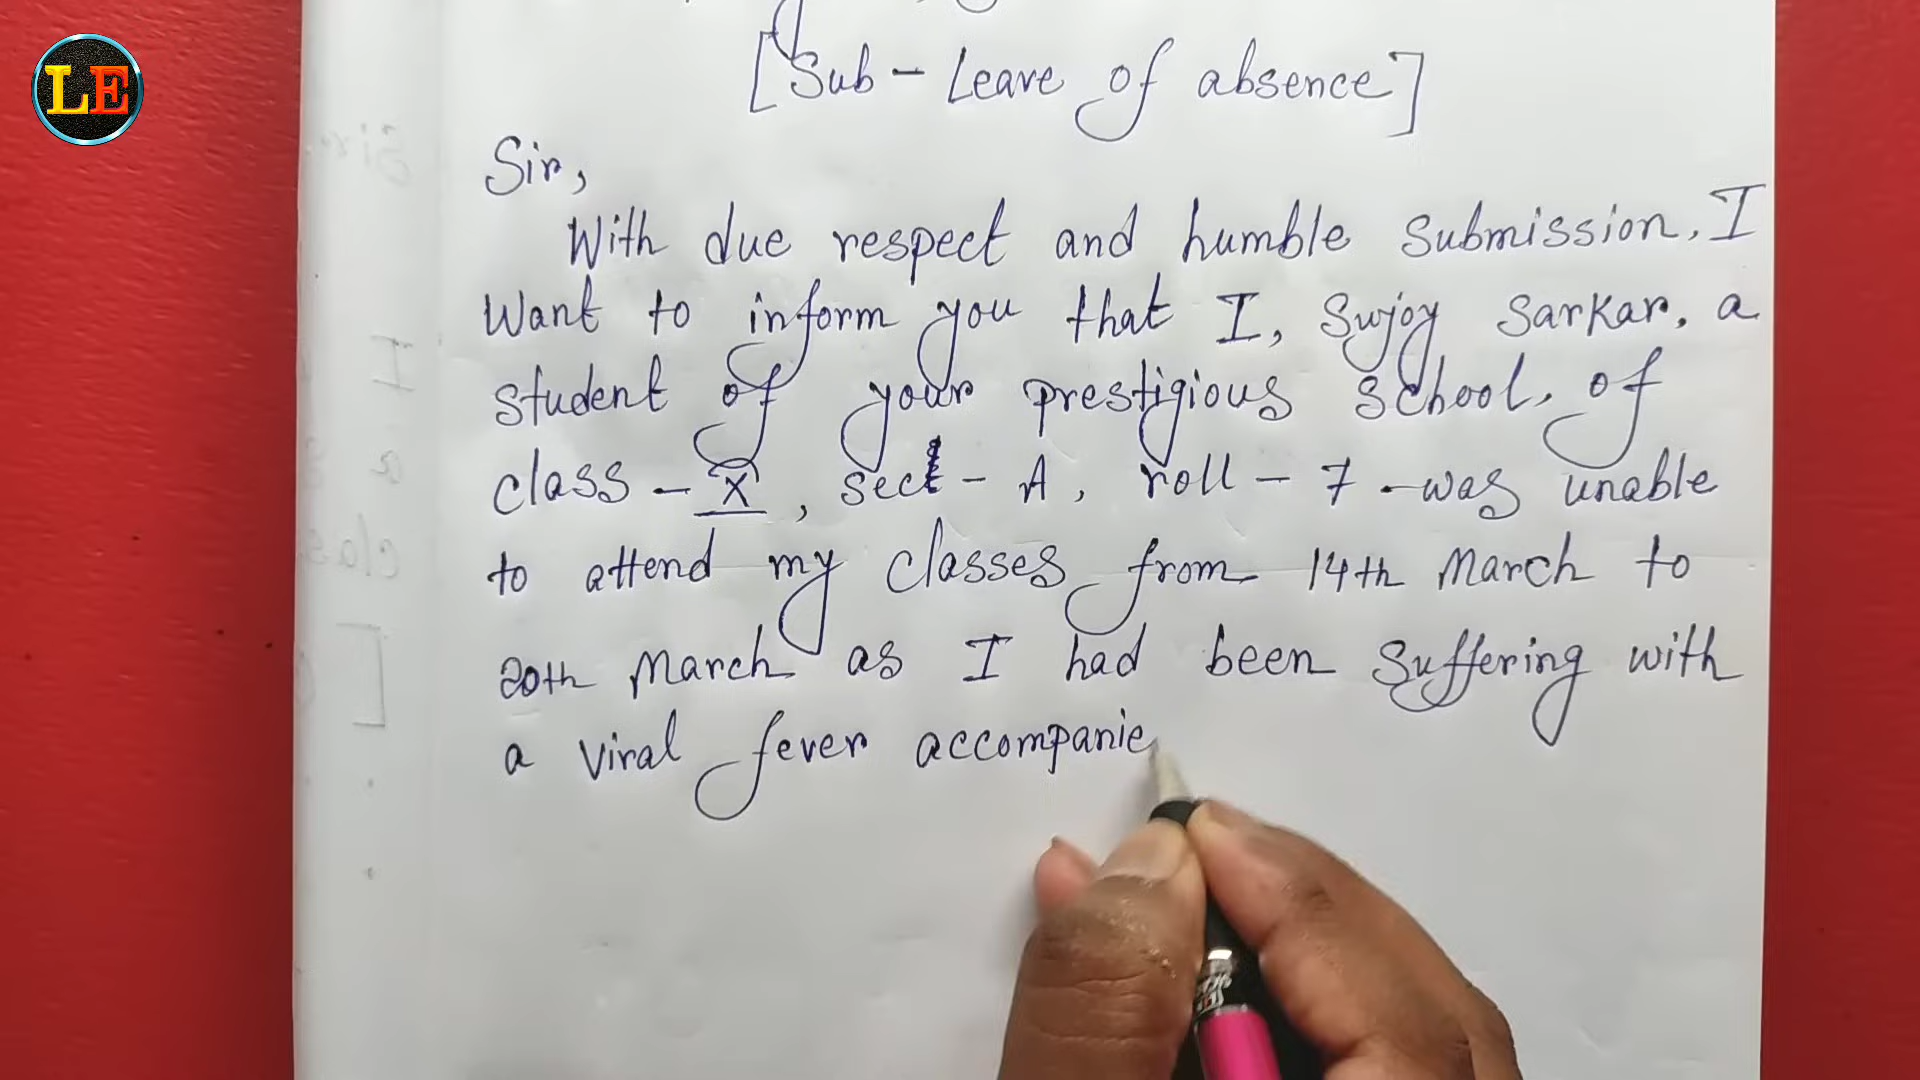 LE
[Sub - Leave of absence]
Sir,
With due respect and humble submission, I
want to inform you that I, Sujoy Sarkar, a
student of your prestigious school, of
class - X, sect - A, roll - 7 - was unable
to attend my classes from 14th March to
20th March as I had been suffering with
a viral fever accompanie